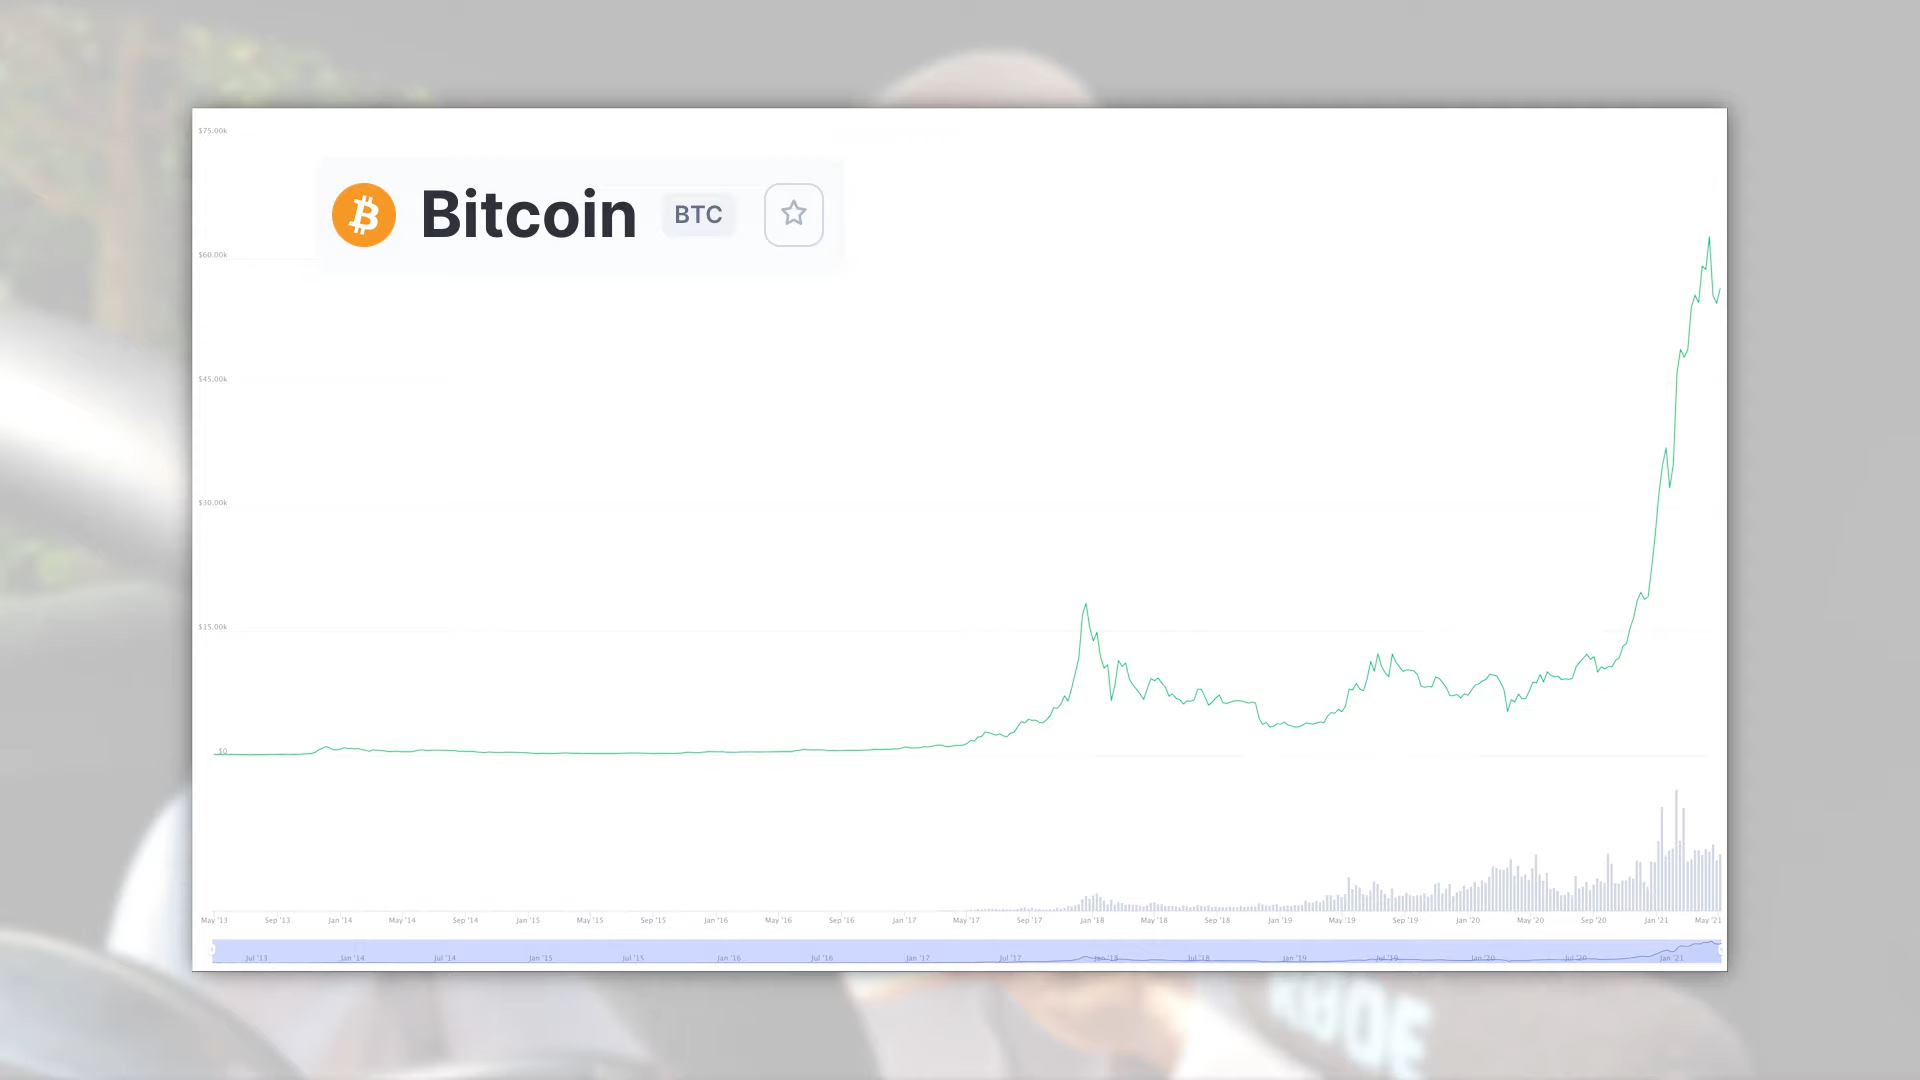 $75.00k
Bitcoin BTC
$60.00k
$45.00k
$30.00k
$15.00k
$0
May '13 Sep '13 Jan '14 May '14 Sep '14 Jan '15 May '15 Sep '15 Jan '16 May '16 Sep '16 Jan '17 May '17 Sep '17 Jan '18 May '18 Sep '18 Jan '19 May '19 Sep '19 Jan '20 May '20 Sep '20 Jan '21 May '21
Jul '13 Jan '14 Jul '14 Jan '15 Jul '15 Jan '16 Jul '16 Jan '17 Jul '17 Jan '18 Jul '18 Jan '19 Jul '19 Jan '20 Jul '20 Jan '21